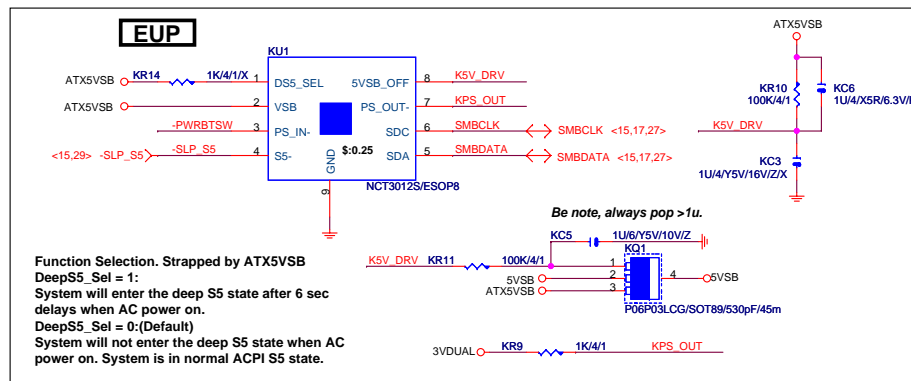 EUP
KU1
ATX5VSB
KR14
1K/4/1/X
1
DS5_SEL
5VSB_OFF
8
K5V_DRV
ATX5VSB
2
VSB
PS_OUT-
7
KPS_OUT
-PWRBTSW
3
PS_IN-
SDC
6
SMBCLK
SMBCLK <15,17,27>
<15,29> -SLP_S5
-SLP_S5
4
S5-
GND
$:0.25
SDA
5
SMBDATA
SMBDATA <15,17,27>
9
NCT3012S/ESOP8
ATX5VSB
KR10
100K/4/1
KC6
1U/4/X5R/6.3V/
K5V_DRV
KC3
1U/4/Y5V/16V/Z/X
Be note, always pop >1u.
KC5
1U/6/Y5V/10V/Z
K5V_DRV
KR11
100K/4/1
KQ1
1
5VSB
2
4
5VSB
ATX5VSB
3
P06P03LCG/SOT89/530pF/45m
3VDUAL
KR9
1K/4/1
KPS_OUT
Function Selection. Strapped by ATX5VSB
DeepS5_Sel = 1:
System will enter the deep S5 state after 6 sec
delays when AC power on.
DeepS5_Sel = 0:(Default)
System will not enter the deep S5 state when AC
power on. System is in normal ACPI S5 state.